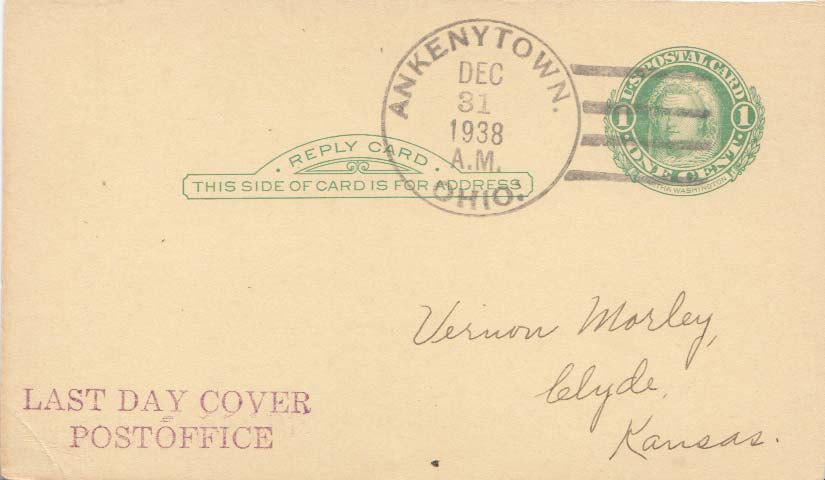 ANKENYTOWN.
DEC
31
1938
A.M.
OHIO.
U.S. POSTAL CARD
1 1
ONE CENT
MARTHA WASHINGTON
REPLY CARD
THIS SIDE OF CARD IS FOR ADDRESS
Vernon Morley,
Clyde,
Kansas.
LAST DAY COVER
POSTOFFICE